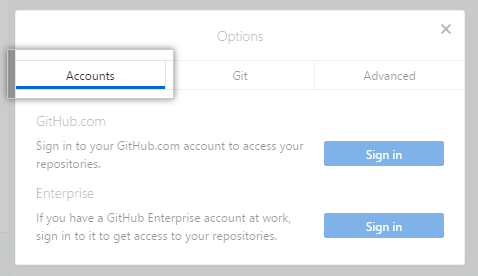 Options
Accounts
Git
Advanced
GitHub.com
Sign in to your GitHub.com account to access your
repositories.
Sign in
Enterprise
If you have a GitHub Enterprise account at work,
sign in to it to get access to your repositories.
Sign in